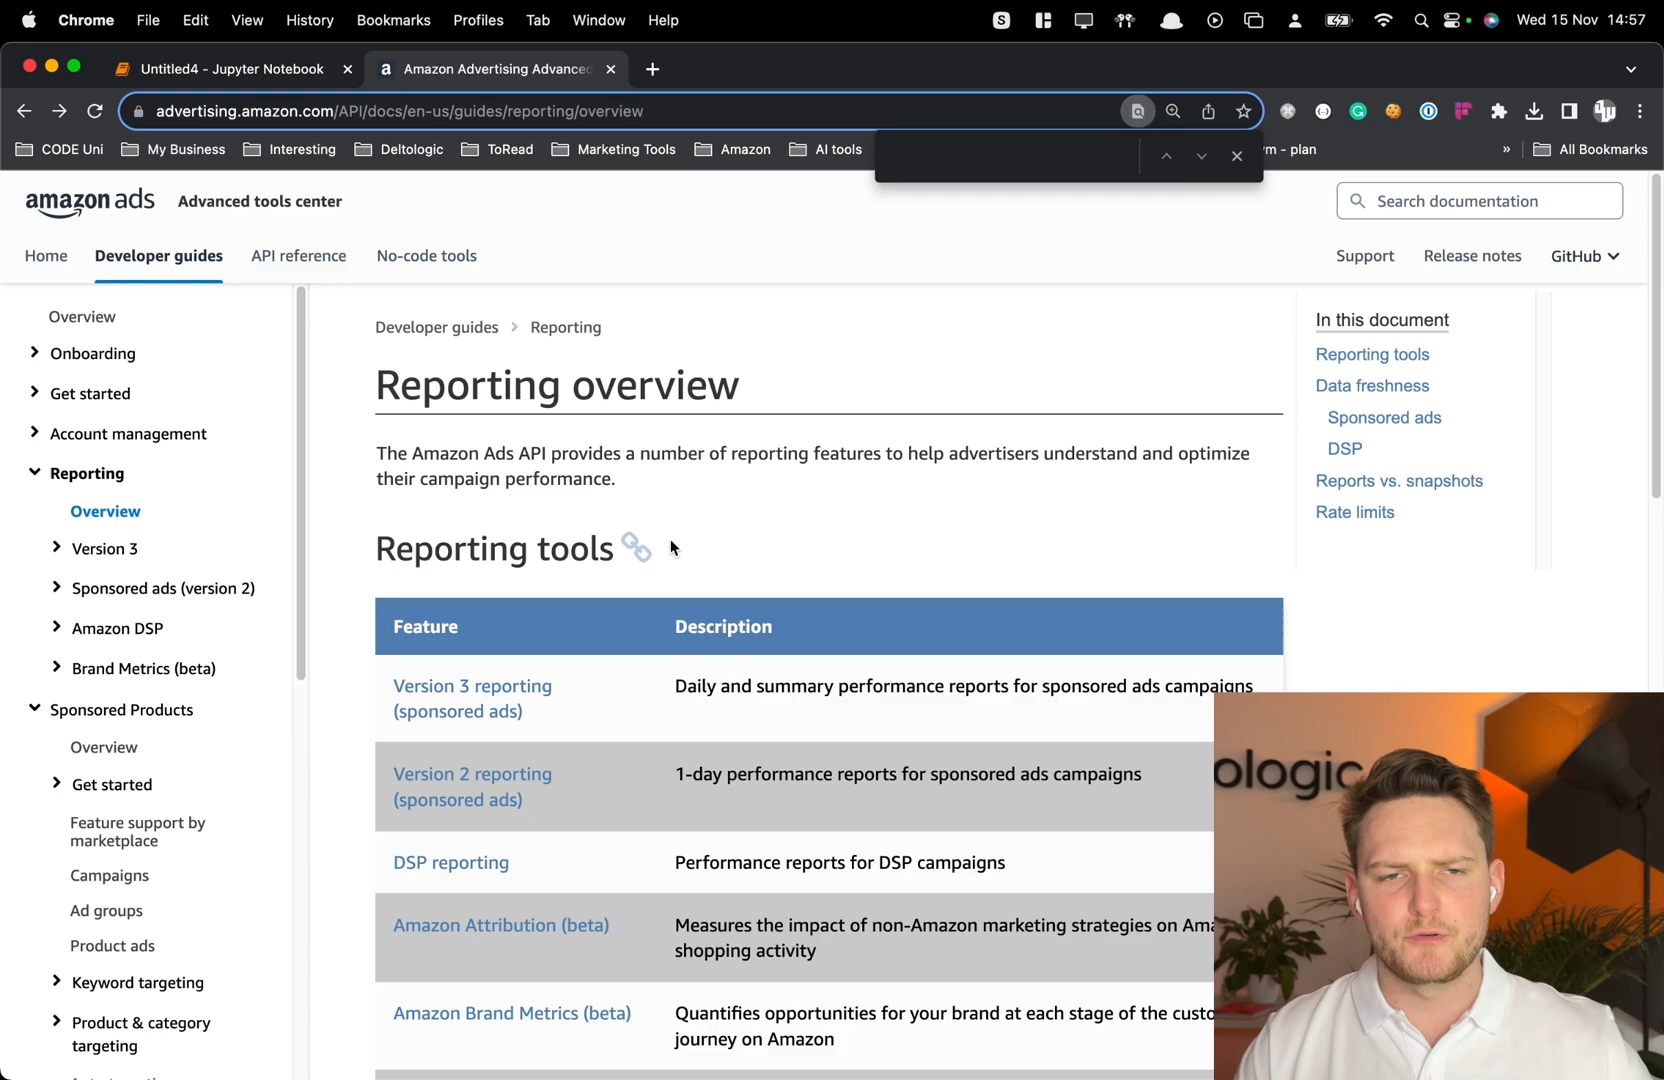 Chrome File Edit View History Bookmarks Profiles Tab Window Help
S
Wed 15 Nov 14:57
Untitled4 - Jupyter Notebook
a Amazon Advertising Advanced
advertising.amazon.com/API/docs/en-us/guides/reporting/overview
CODE Uni My Business Interesting Deltologic ToRead Marketing Tools Amazon AI tools
m - plan
» All Bookmarks
amazon ads Advanced tools center
Search documentation
Home Developer guides API reference No-code tools
Support Release notes GitHub
Overview
Onboarding
Get started
Account management
Reporting
Overview
Version 3
Sponsored ads (version 2)
Amazon DSP
Brand Metrics (beta)
Sponsored Products
Overview
Get started
Feature support by
marketplace
Campaigns
Ad groups
Product ads
Keyword targeting
Product & category
targeting
Developer guides > Reporting
Reporting overview
The Amazon Ads API provides a number of reporting features to help advertisers understand and optimize
their campaign performance.
Reporting tools
Feature Description
Version 3 reporting
(sponsored ads)
Daily and summary performance reports for sponsored ads campaigns
Version 2 reporting
(sponsored ads)
1-day performance reports for sponsored ads campaigns
DSP reporting
Performance reports for DSP campaigns
Amazon Attribution (beta)
Measures the impact of non-Amazon marketing strategies on Ama
shopping activity
Amazon Brand Metrics (beta)
Quantifies opportunities for your brand at each stage of the custo
journey on Amazon
In this document
Reporting tools
Data freshness
Sponsored ads
DSP
Reports vs. snapshots
Rate limits
ologic